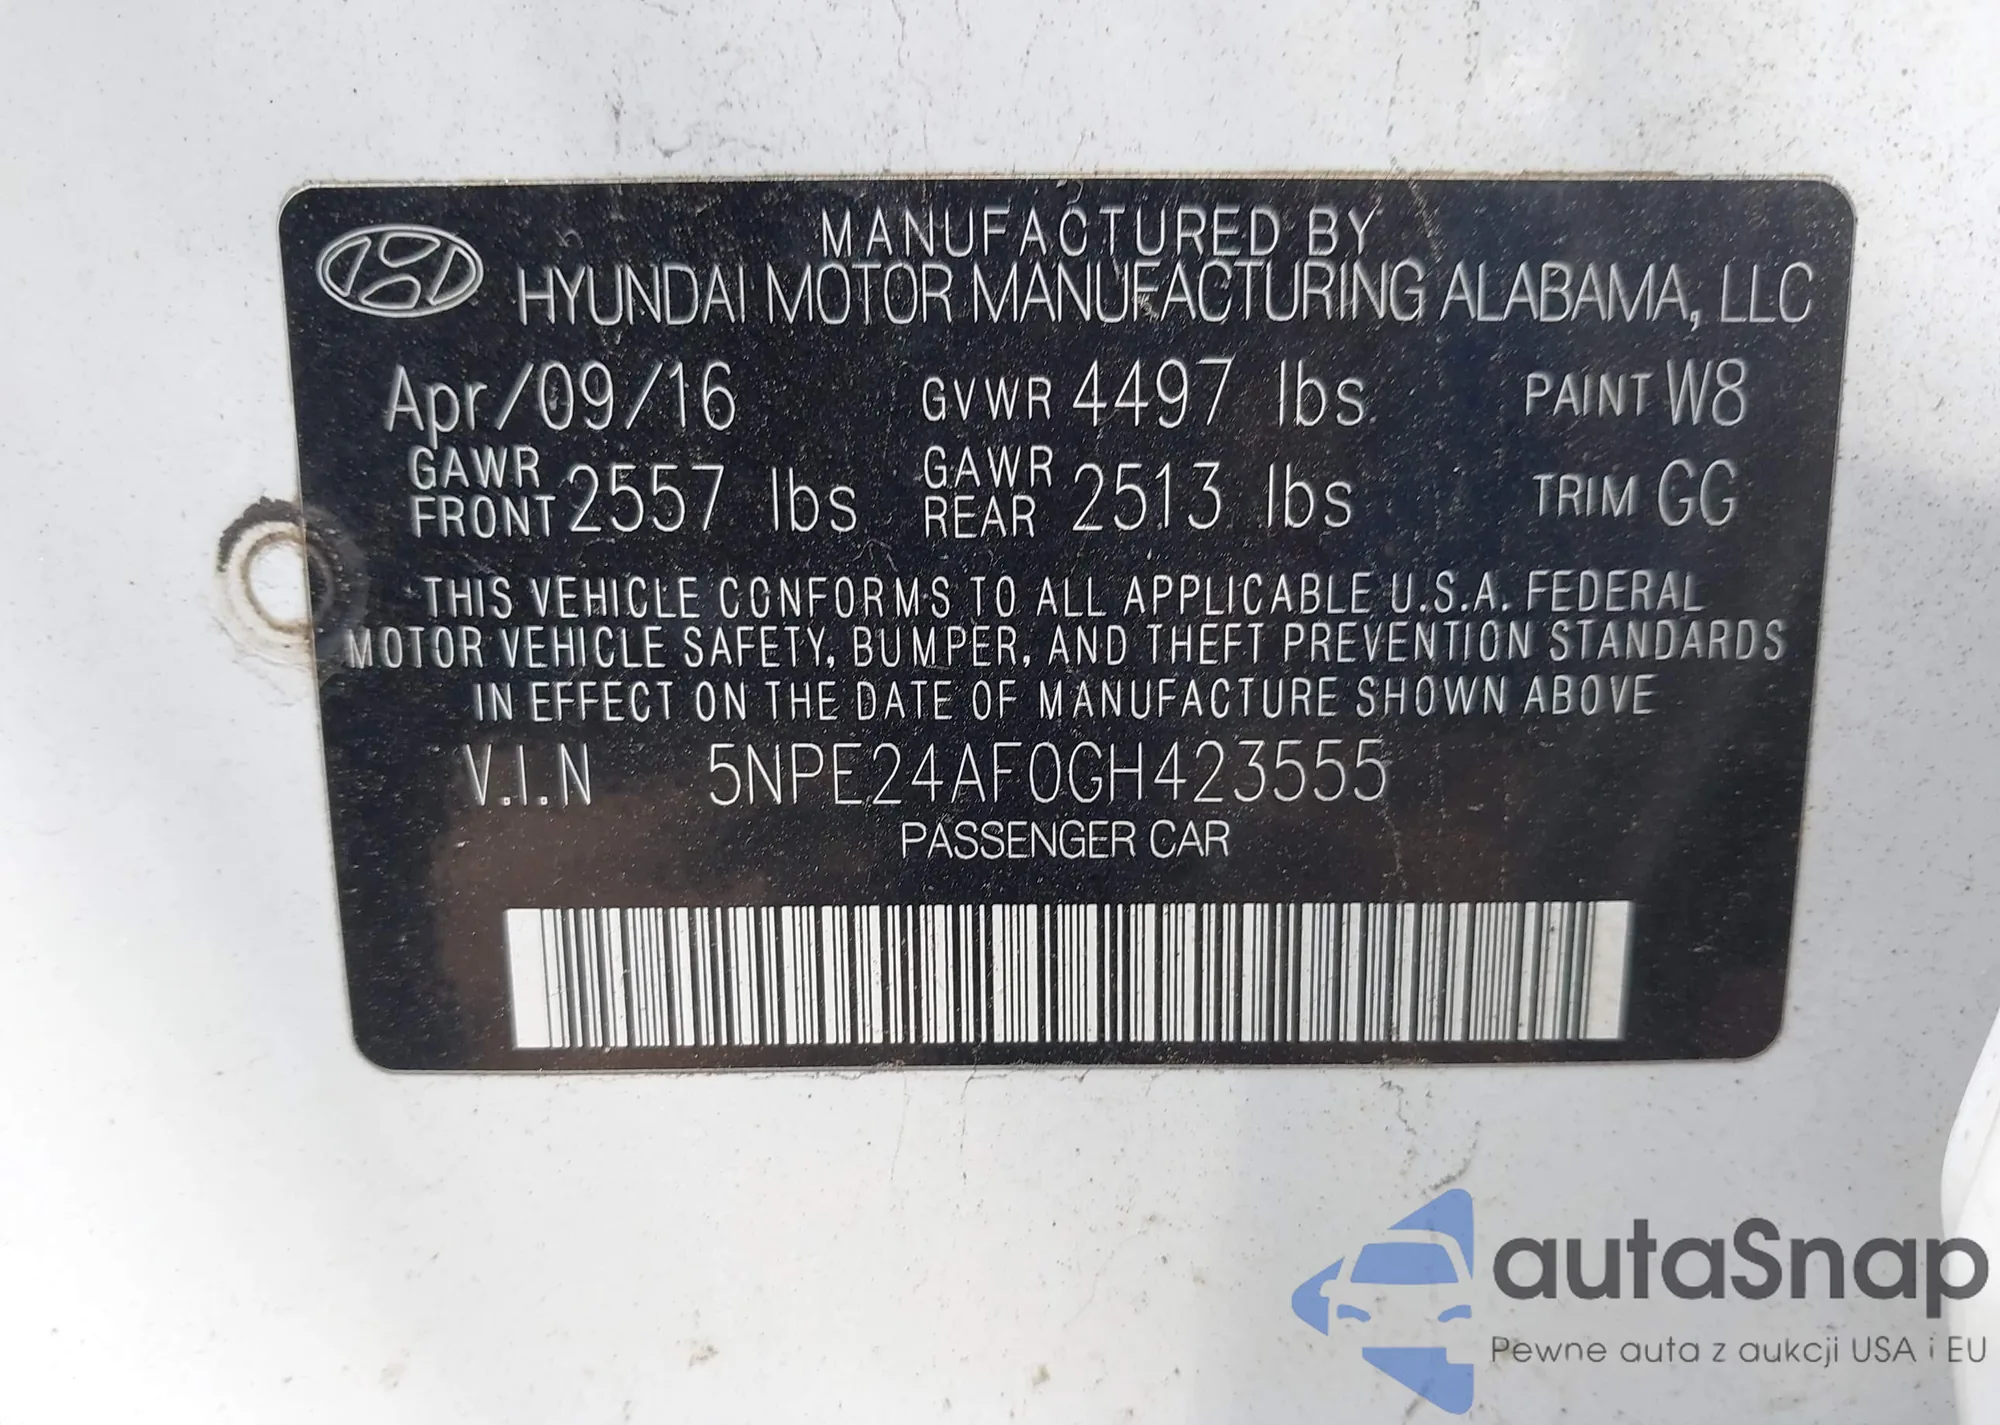 MANUFACTURED BY
HYUNDAI MOTOR MANUFACTURING ALABAMA, LLC
Apr/09/16 GVWR 4497 lbs PAINT W8
GAWR FRONT 2557 lbs GAWR REAR 2513 lbs TRIM GG
THIS VEHICLE CONFORMS TO ALL APPLICABLE U.S.A. FEDERAL
MOTOR VEHICLE SAFETY, BUMPER, AND THEFT PREVENTION STANDARDS
IN EFFECT ON THE DATE OF MANUFACTURE SHOWN ABOVE
V.I.N 5NPE24AF0GH423555
PASSENGER CAR
autaSnap
Pewne auta z aukcji USA i EU